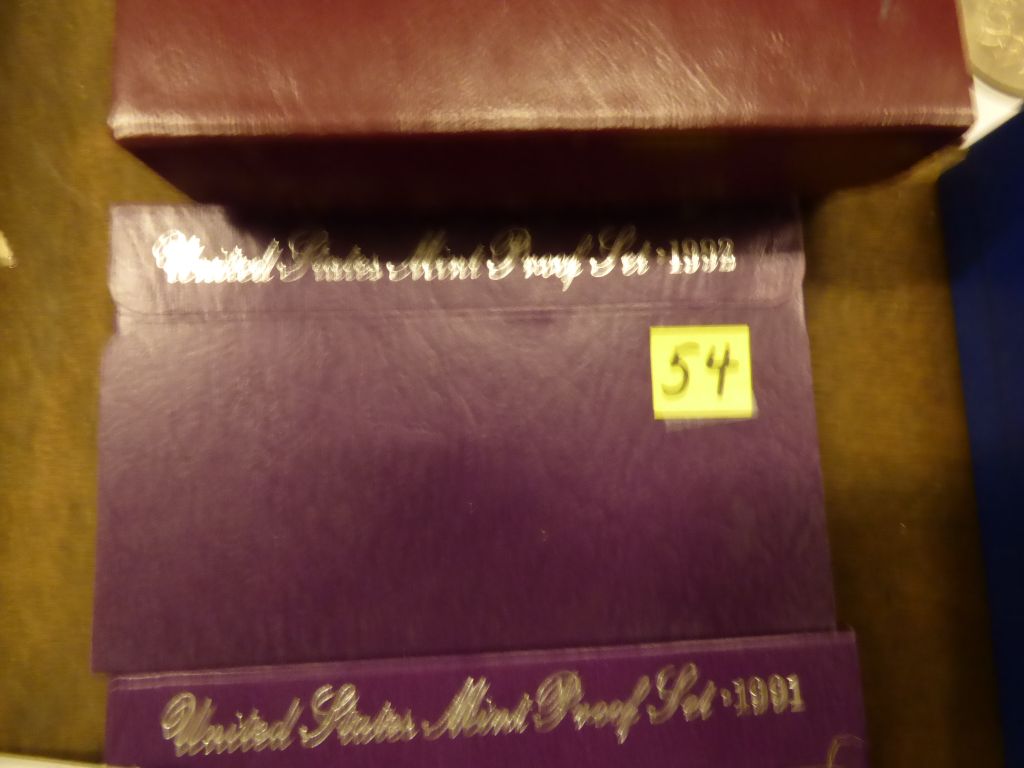 United States Mint Proof Set · 1992
54
United States Mint Proof Set · 1991